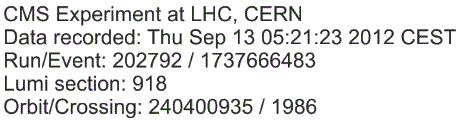 CMS Experiment at LHC, CERN
Data recorded: Thu Sep 13 05:21:23 2012 CEST
Run/Event: 202792 / 1737666483
Lumi section: 918
Orbit/Crossing: 240400935 / 1986